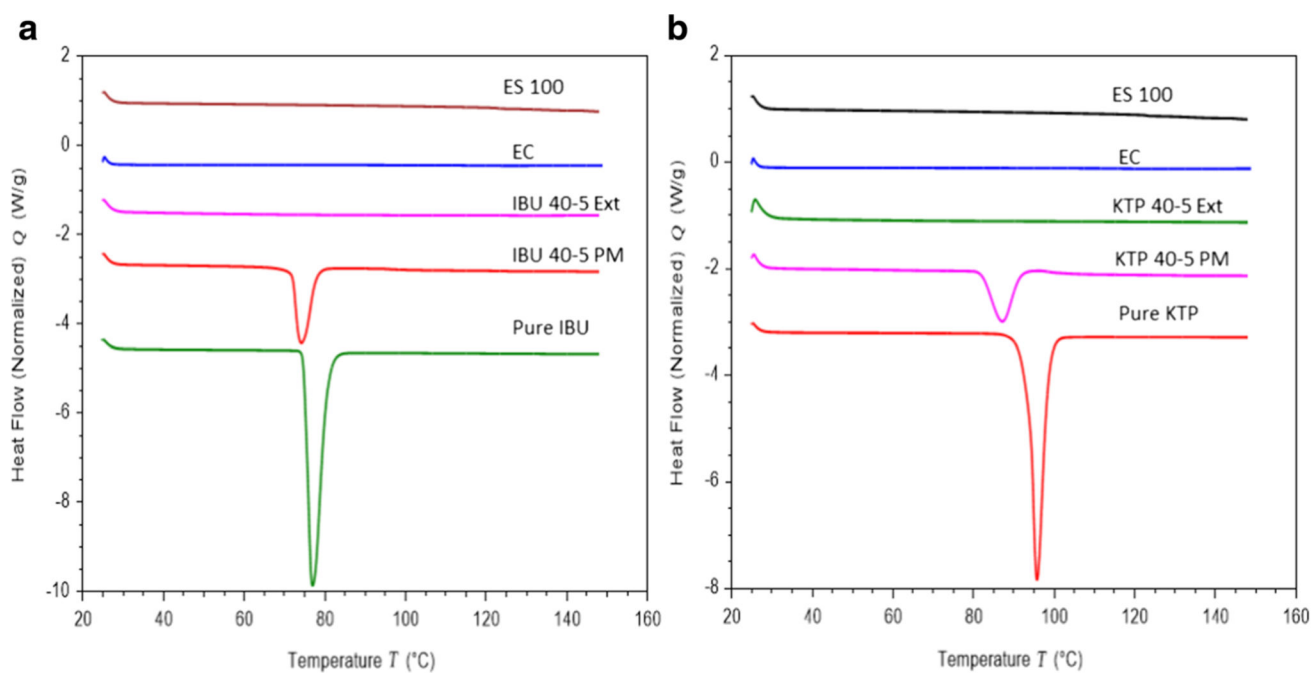 a
2
0
-2
-4
-6
-8
-10
20
40
60
80
100
120
140
160
Heat Flow (Normalized) Q (W/g)
Temperature T (°C)
ES 100
EC
IBU 40-5 Ext
IBU 40-5 PM
Pure IBU
b
2
0
-2
-4
-6
-8
20
40
60
80
100
120
140
160
Heat Flow (Normalized) Q (W/g)
Temperature T (°C)
ES 100
EC
KTP 40-5 Ext
KTP 40-5 PM
Pure KTP